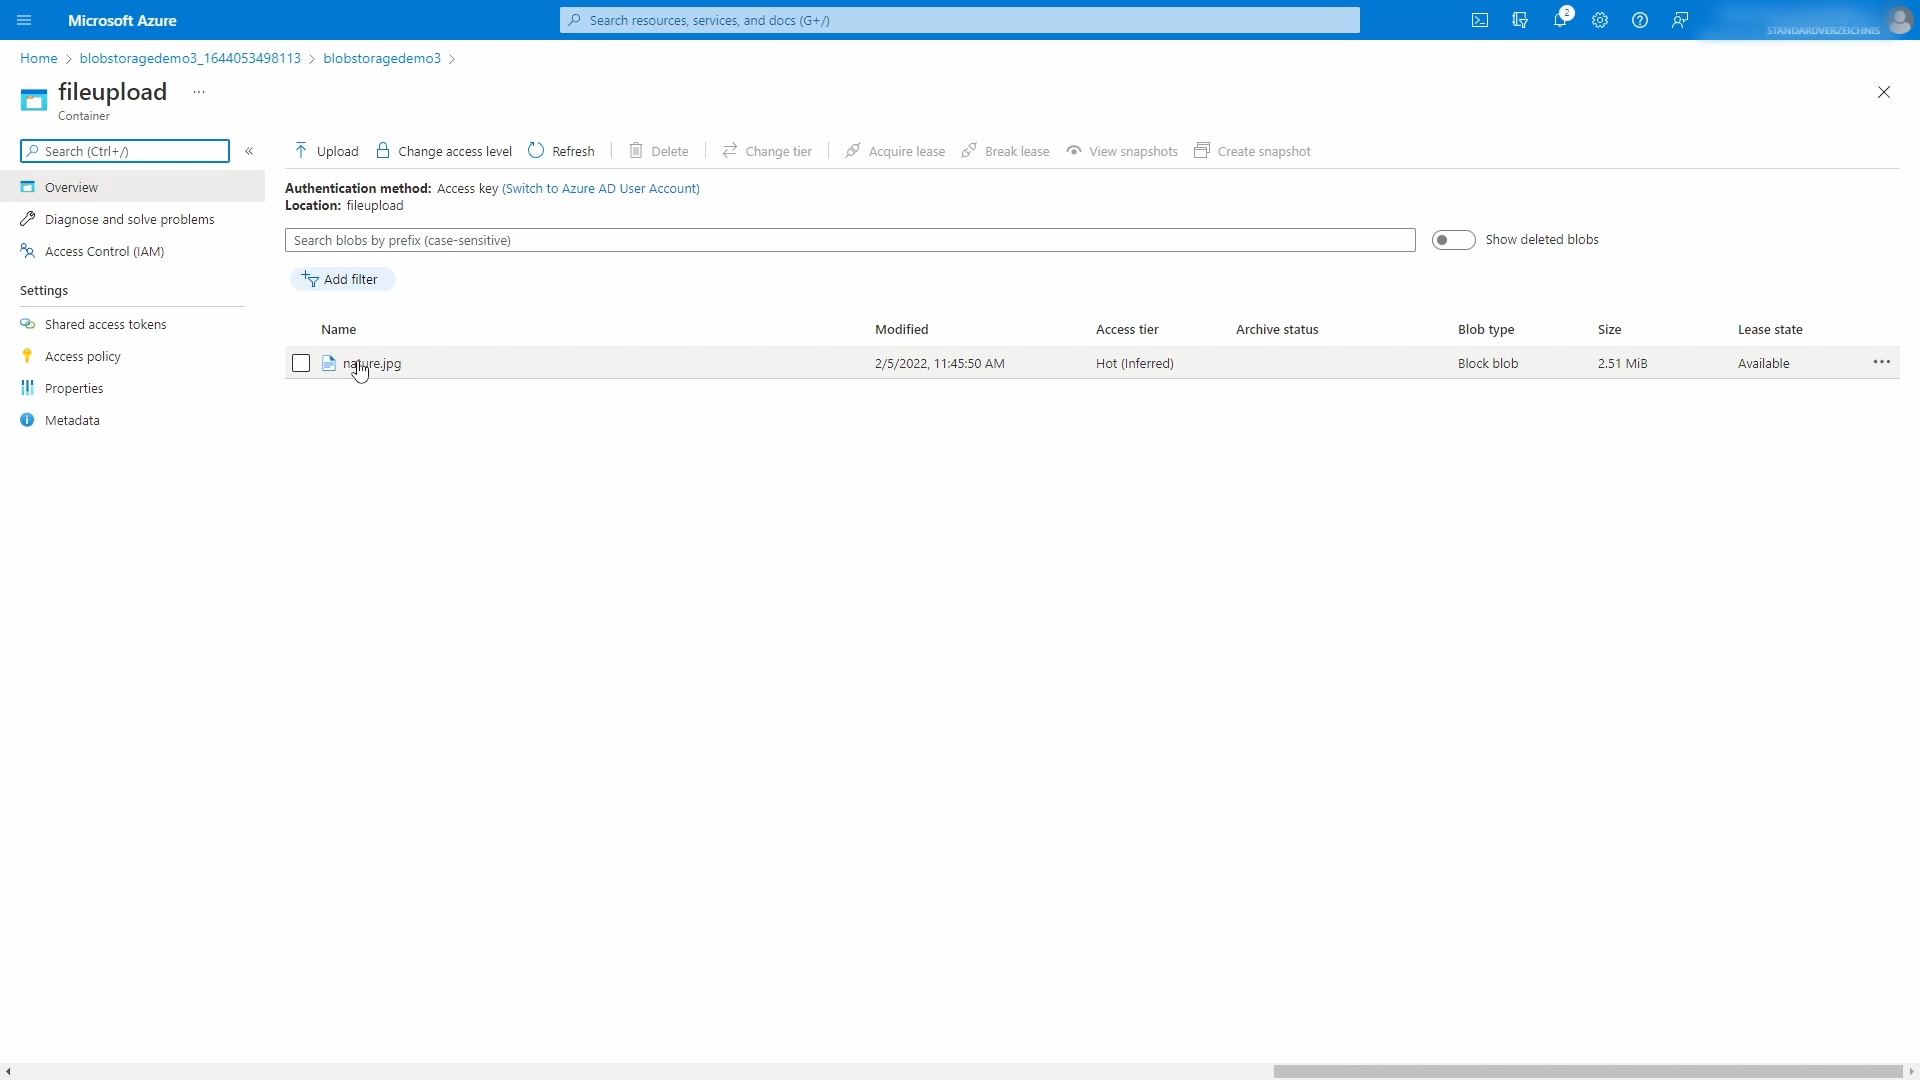 Microsoft Azure
Search resources, services, and docs (G+/)
2
STANDARDVERZEICHNIS
Home > blobstoragedemo3_1644053498113 > blobstoragedemo3 >
fileupload ...
Container
Search (Ctrl+/) «
Upload Change access level Refresh Delete Change tier Acquire lease Break lease View snapshots Create snapshot
Overview
Diagnose and solve problems
Access Control (IAM)
Settings
Shared access tokens
Access policy
Properties
Metadata
Authentication method: Access key (Switch to Azure AD User Account)
Location: fileupload
Search blobs by prefix (case-sensitive) Show deleted blobs
Add filter
Name Modified Access tier Archive status Blob type Size Lease state
nature.jpg 2/5/2022, 11:45:50 AM Hot (Inferred) Block blob 2.51 MiB Available ...